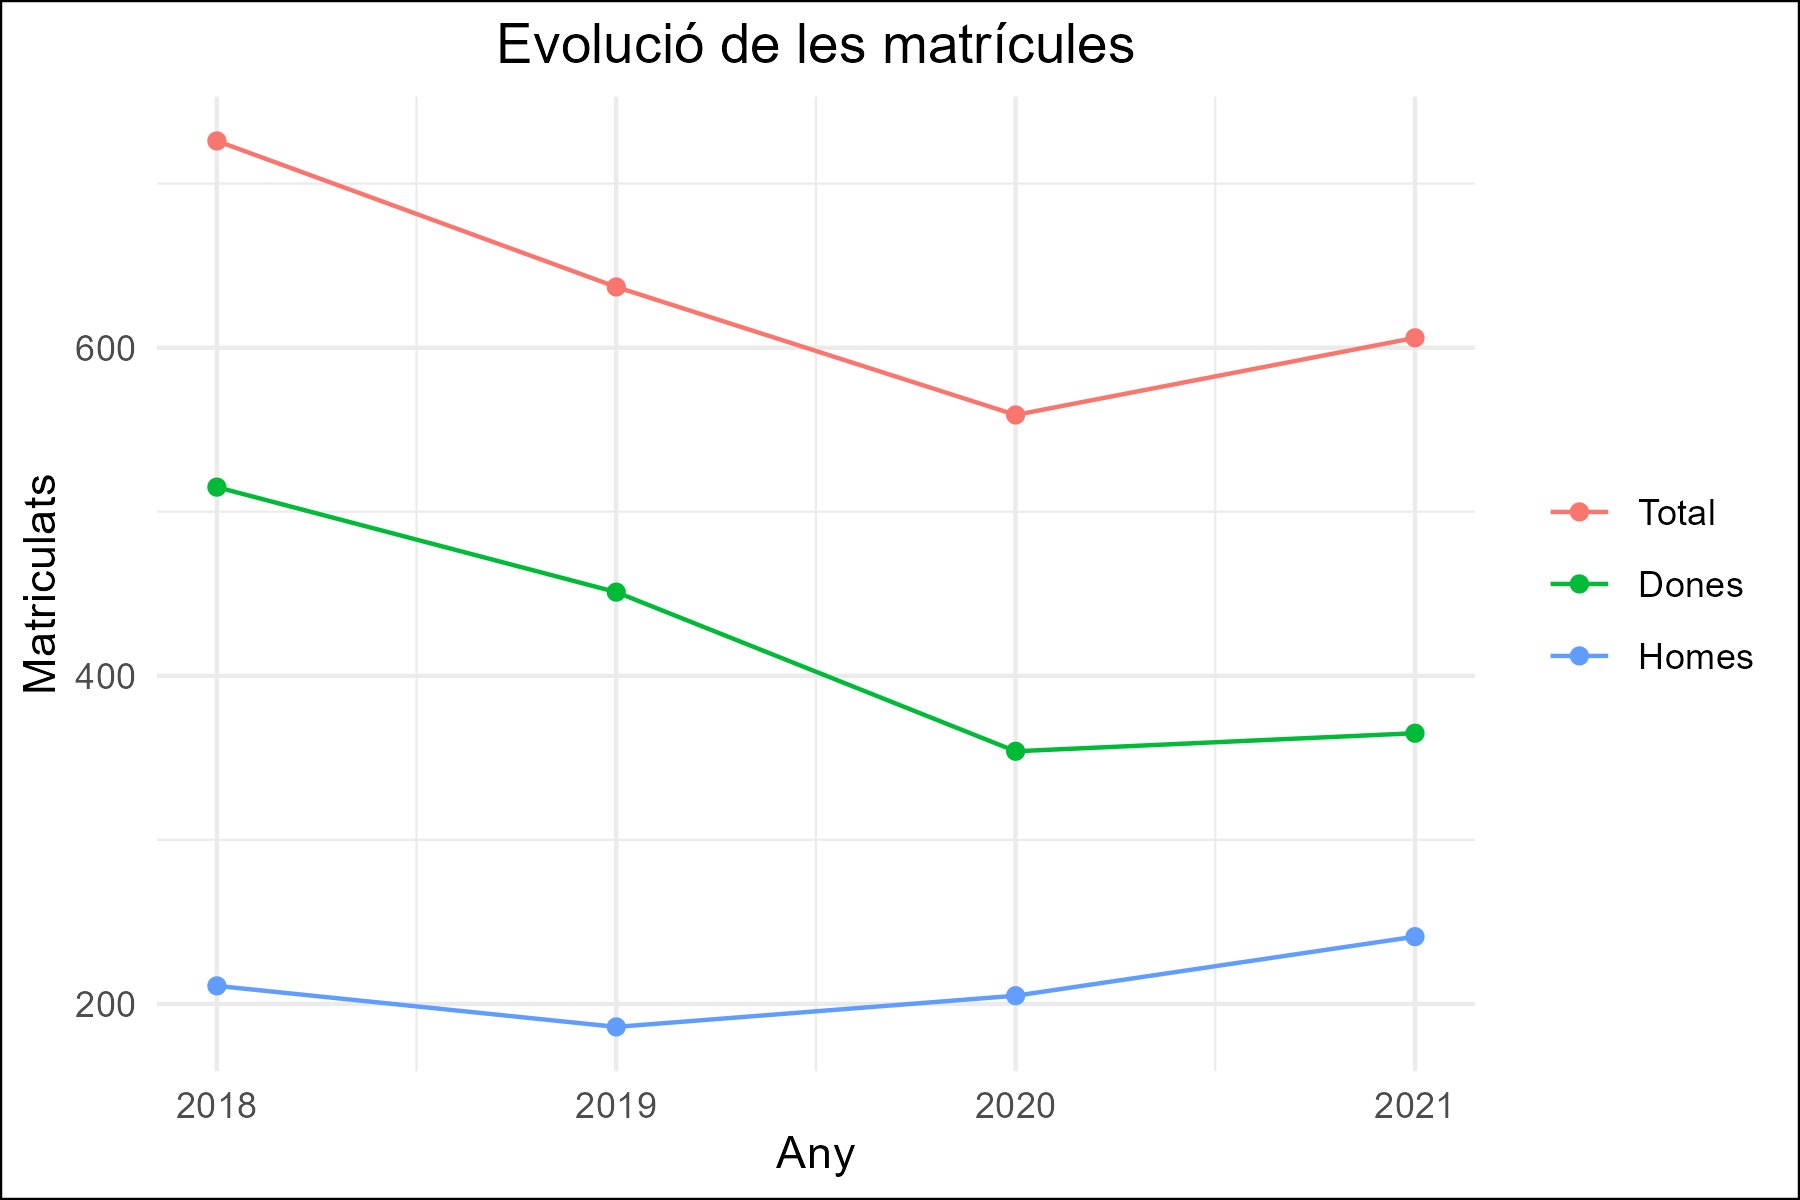 Evolució de les matrícules
600
400
200
Matriculats
2018 2019 2020 2021
Any
Total
Dones
Homes